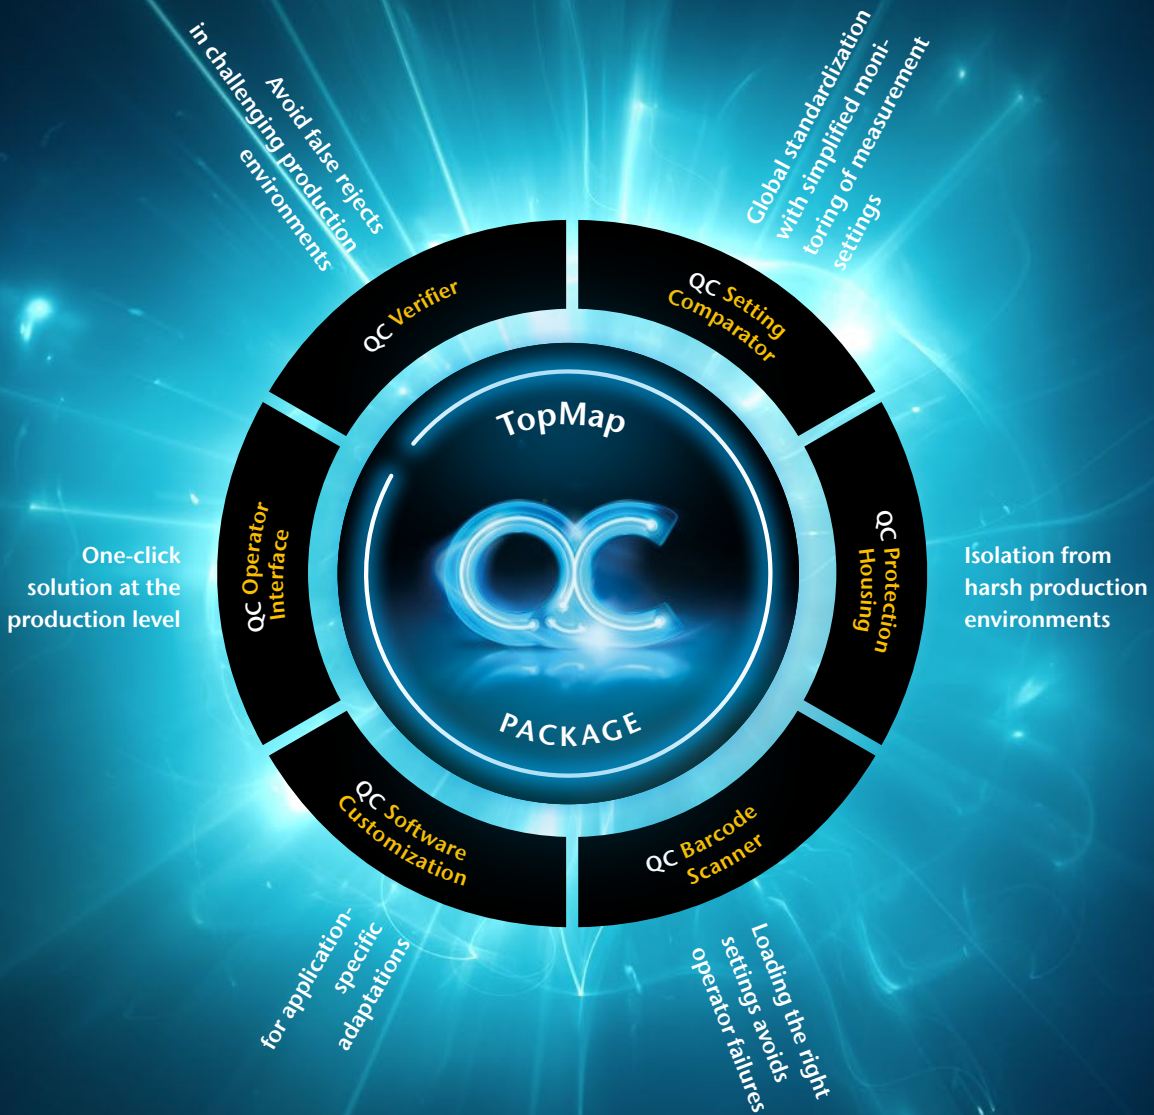 Avoid false rejects
in challenging production
environments
Global standardization
with simplified moni-
toring of measurement
settings
QC Verifier
QC Setting
Comparator
TopMap
QC
PACKAGE
QC Operator
Interface
One-click
solution at the
production level
QC Protection
Housing
Isolation from
harsh production
environments
QC Software
Customization
for application-
specific
adaptations
QC Barcode
Scanner
Loading the right
settings avoids
operator failures